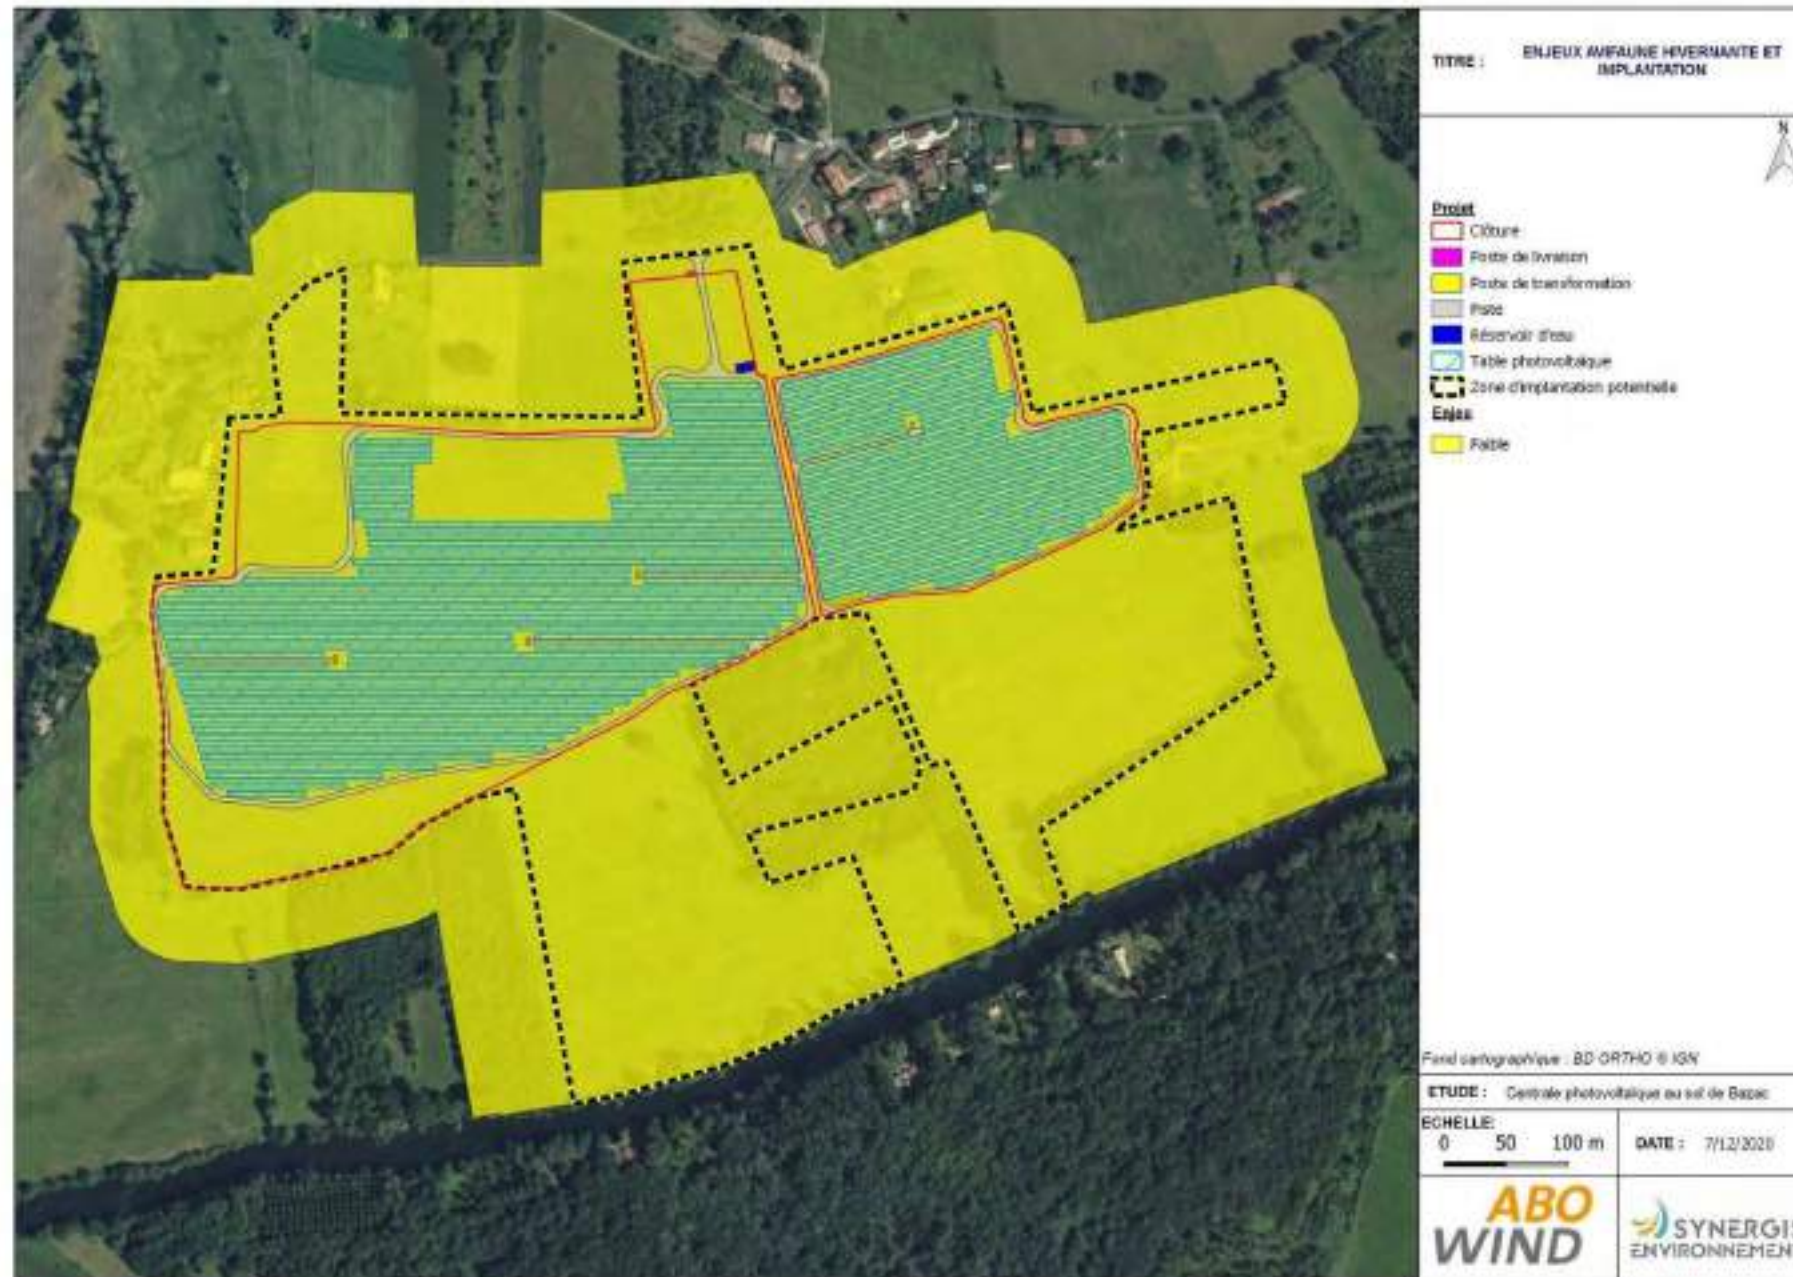 TITRE : ENJEUX AVIFAUNE HIVERNANTE ET
IMPLANTATION
N
Projet
Clôture
Poste de livraison
Poste de transformation
Piste
Réservoir d'eau
Table photovoltaïque
Zone d'implantation potentielle
Enjeu
Faible
Fond cartographique : BD ORTHO © IGN
ETUDE : Centrale photovoltaïque au sol de Bazac
ECHELLE:
0 50 100 m
DATE : 7/12/2020
ABO
WIND
SYNERGIS
ENVIRONNEMEN